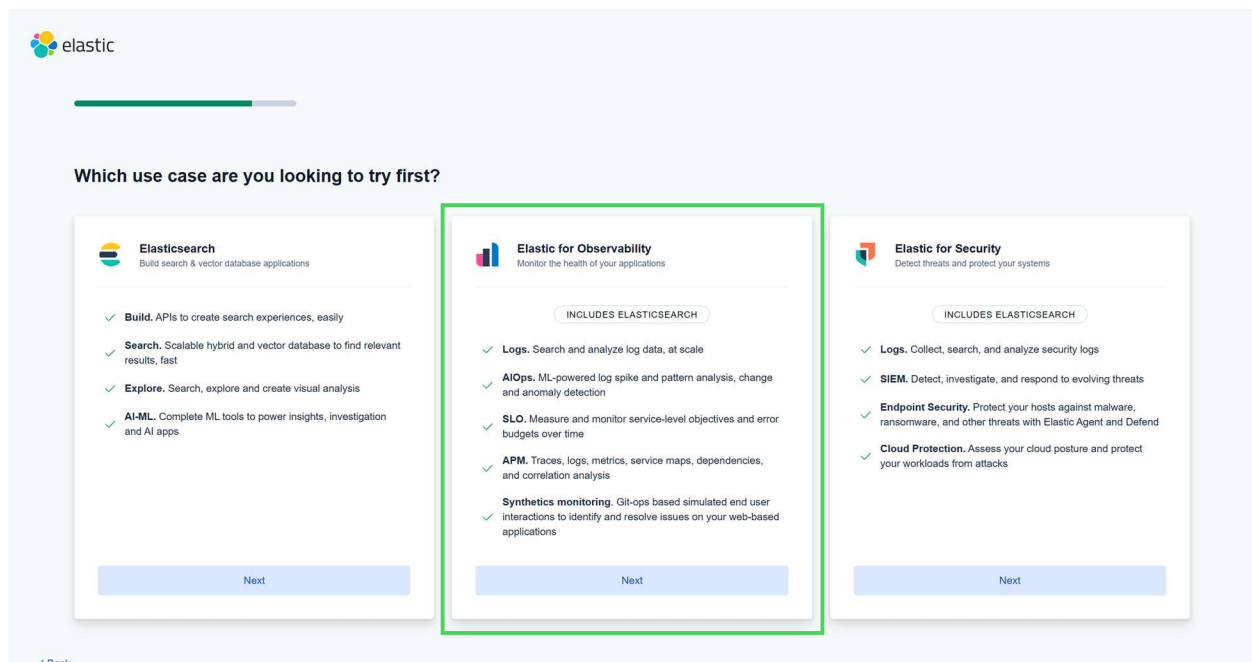 elastic
Which use case are you looking to try first?
Elasticsearch
Build search & vector database applications
Build. APIs to create search experiences, easily
Search. Scalable hybrid and vector database to find relevant
results, fast
Explore. Search, explore and create visual analysis
AI-ML. Complete ML tools to power insights, investigation
and AI apps
Next
Elastic for Observability
Monitor the health of your applications
INCLUDES ELASTICSEARCH
Logs. Search and analyze log data, at scale
AIOps. ML-powered log spike and pattern analysis, change
and anomaly detection
SLO. Measure and monitor service-level objectives and error
budgets over time
APM. Traces, logs, metrics, service maps, dependencies,
and correlation analysis
Synthetics monitoring. Git-ops based simulated end user
interactions to identify and resolve issues on your web-based
applications
Next
Elastic for Security
Detect threats and protect your systems
INCLUDES ELASTICSEARCH
Logs. Collect, search, and analyze security logs
SIEM. Detect, investigate, and respond to evolving threats
Endpoint Security. Protect your hosts against malware,
ransomware, and other threats with Elastic Agent and Defend
Cloud Protection. Assess your cloud posture and protect
your workloads from attacks
Next
< Back